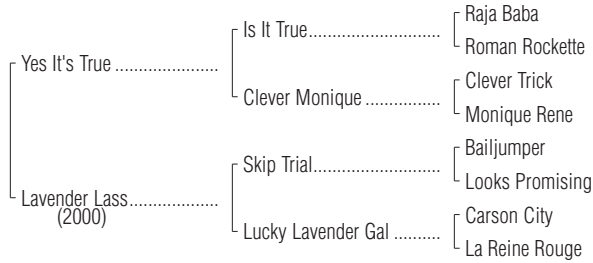 Raja Baba
Is It True
Roman Rockette
Yes It's True
Clever Trick
Clever Monique
Monique Rene
Bailjumper
Skip Trial
Looks Promising
Lavender Lass
(2000)
Carson City
Lucky Lavender Gal
La Reine Rouge